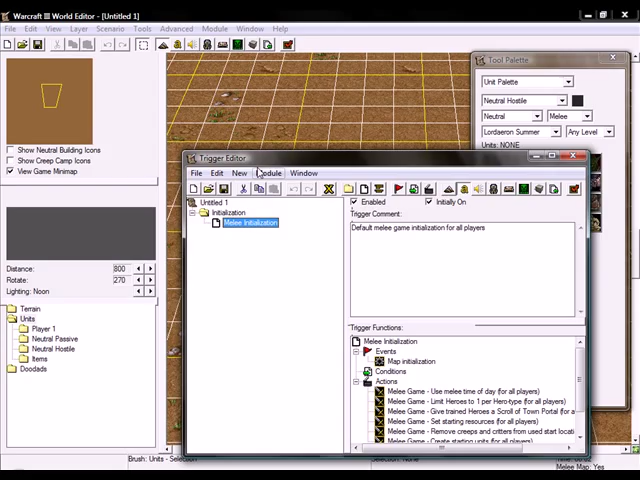 Warcraft III World Editor - [Untitled 1]
File Edit View Layer Scenario Tools Advanced Module Window Help
Show Neutral Building Icons
Show Creep Camp Icons
View Game Minimap
Distance: 800
Rotate: 270
Lighting: Noon
Terrain
Units
Player 1
Neutral Passive
Neutral Hostile
Items
Doodads
Tool Palette
Unit Palette
Neutral Hostile
Neutral Melee
Lordaeron Summer Any Level
Units: NONE
Trigger Editor
File Edit New Module Window
Untitled 1
Initialization
Melee Initialization
Enabled Initially On
Trigger Comment:
Default melee game initialization for all players
Trigger Functions:
Melee Initialization
Events
Map initialization
Conditions
Actions
Melee Game - Use melee time of day (for all players)
Melee Game - Limit Heroes to 1 per Hero-type (for all players)
Melee Game - Give trained Heroes a Scroll of Town Portal (for a
Melee Game - Set starting resources (for all players)
Melee Game - Remove creeps and critters from used start locati
Melee Game - Create starting units (for all players)
Brush: Units - Selection
Selection: None
Melee Map: Yes